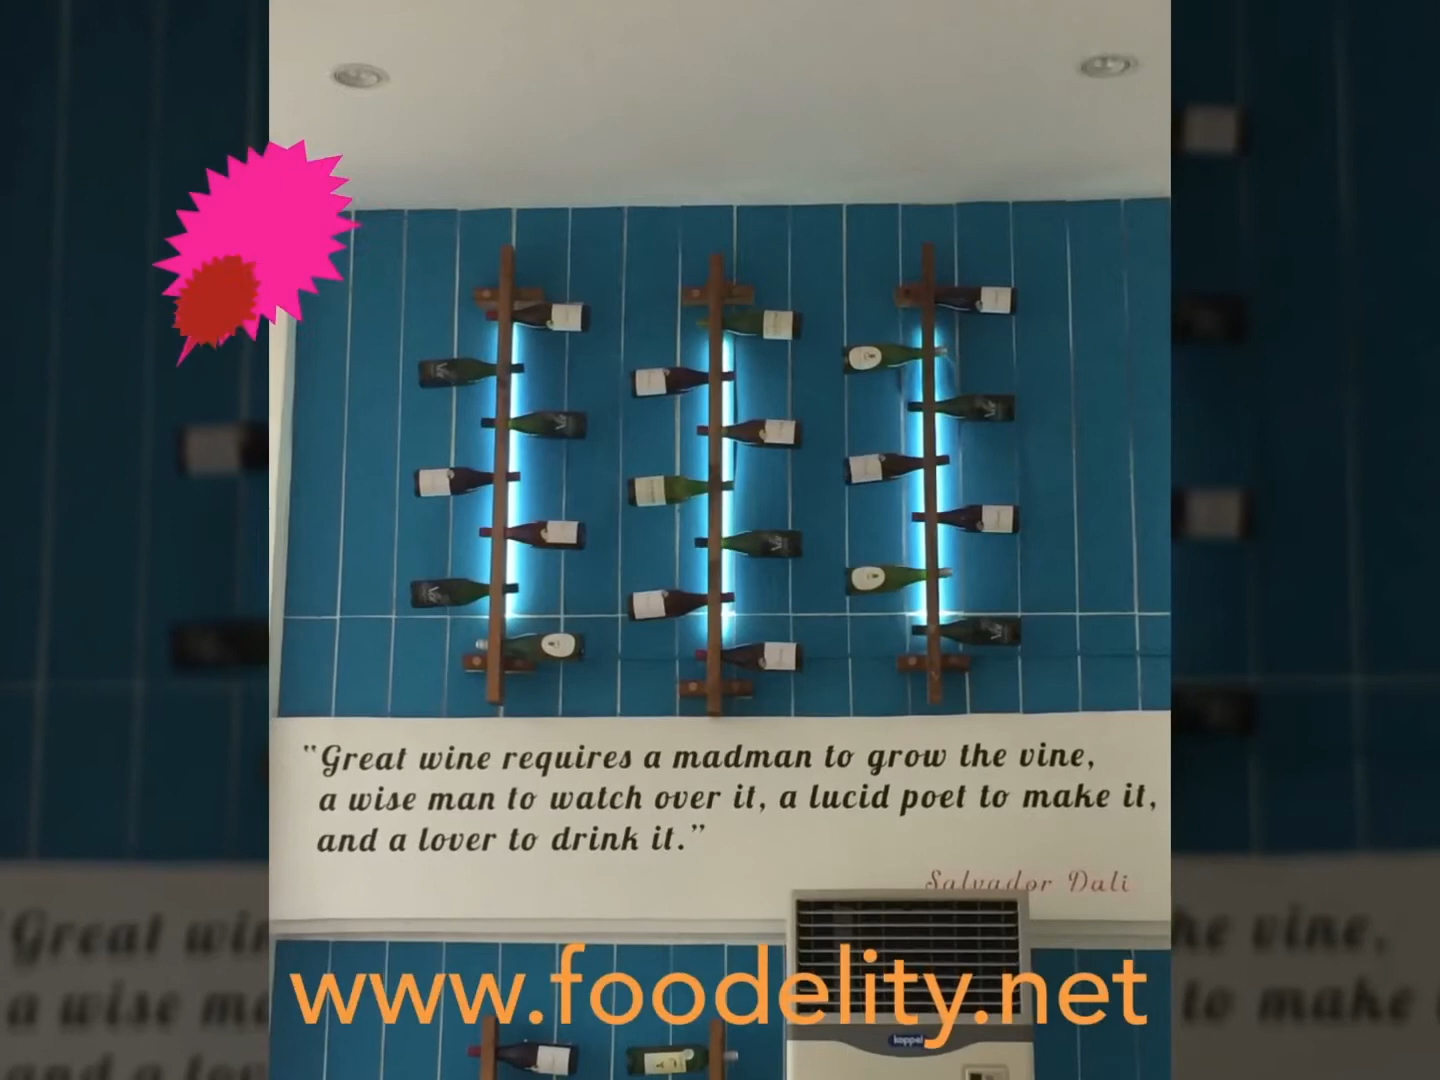 "Great wine requires a madman to grow the vine,
a wise man to watch over it, a lucid poet to make it,
and a lover to drink it."
Salvador Dali
www.foodelity.net
koppel